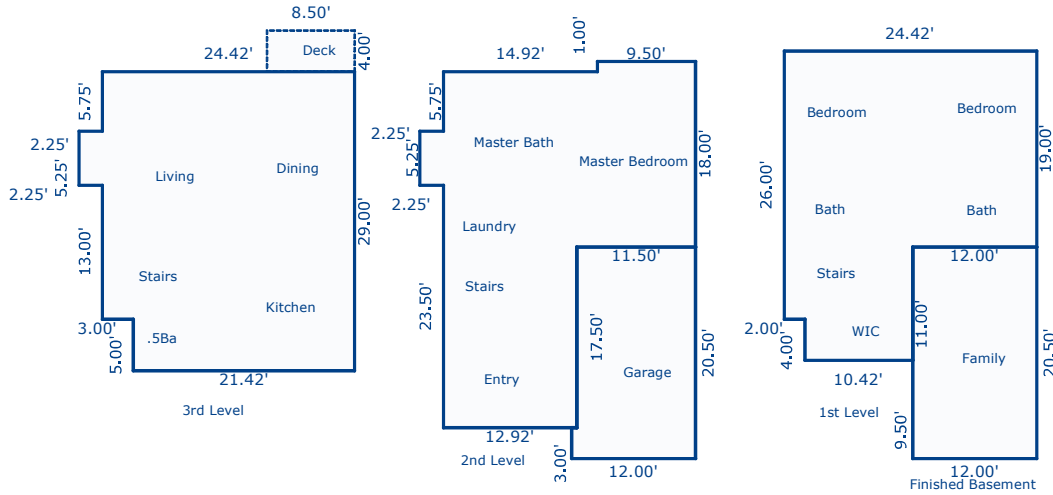 8.50'
Deck
4.00'
24.42'
5.75'
2.25'
5.25'
2.25'
Living
Dining
29.00'
13.00'
Stairs
Kitchen
3.00'
.5Ba
5.00'
21.42'
3rd Level
1.00'
14.92'
9.50'
5.75'
2.25'
5.25'
2.25'
Master Bath
Master Bedroom
18.00'
Laundry
11.50'
Stairs
23.50'
17.50'
Garage
20.50'
Entry
12.92'
3.00'
2nd Level
12.00'
24.42'
Bedroom
Bedroom
19.00'
26.00'
Bath
Bath
12.00'
Stairs
2.00'
WIC
11.00'
4.00'
Family
20.50'
10.42'
1st Level
9.50'
12.00'
Finished Basement